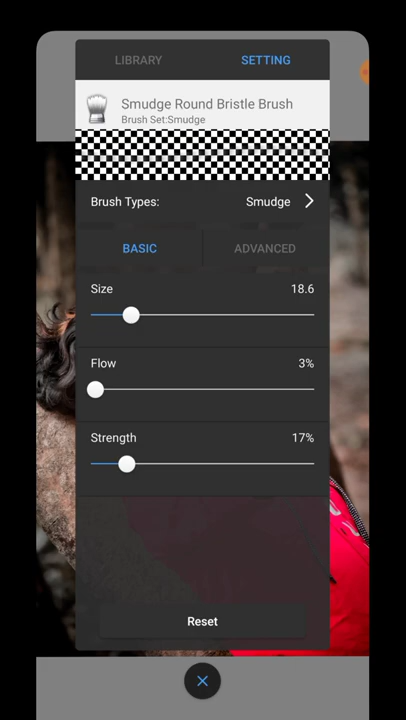 LIBRARY SETTING
Smudge Round Bristle Brush
Brush Set:Smudge
Brush Types: Smudge
BASIC ADVANCED
Size 18.6
Flow 3%
Strength 17%
Reset